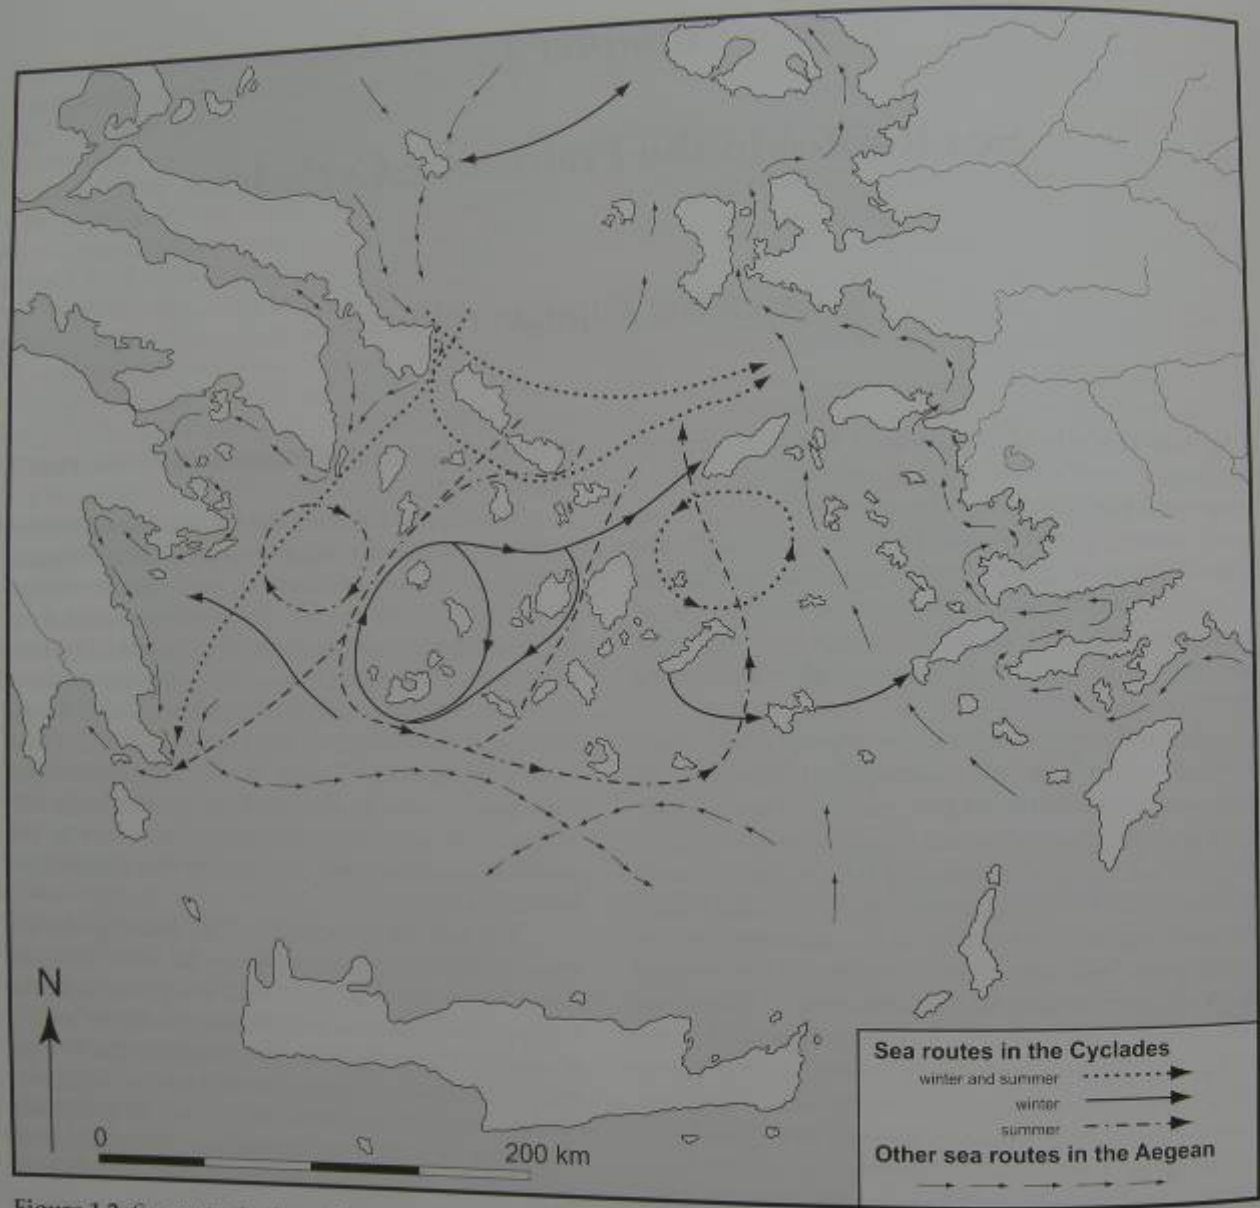 N
0
200 km
Sea routes in the Cyclades
winter and summer
winter
summer
Other sea routes in the Aegean